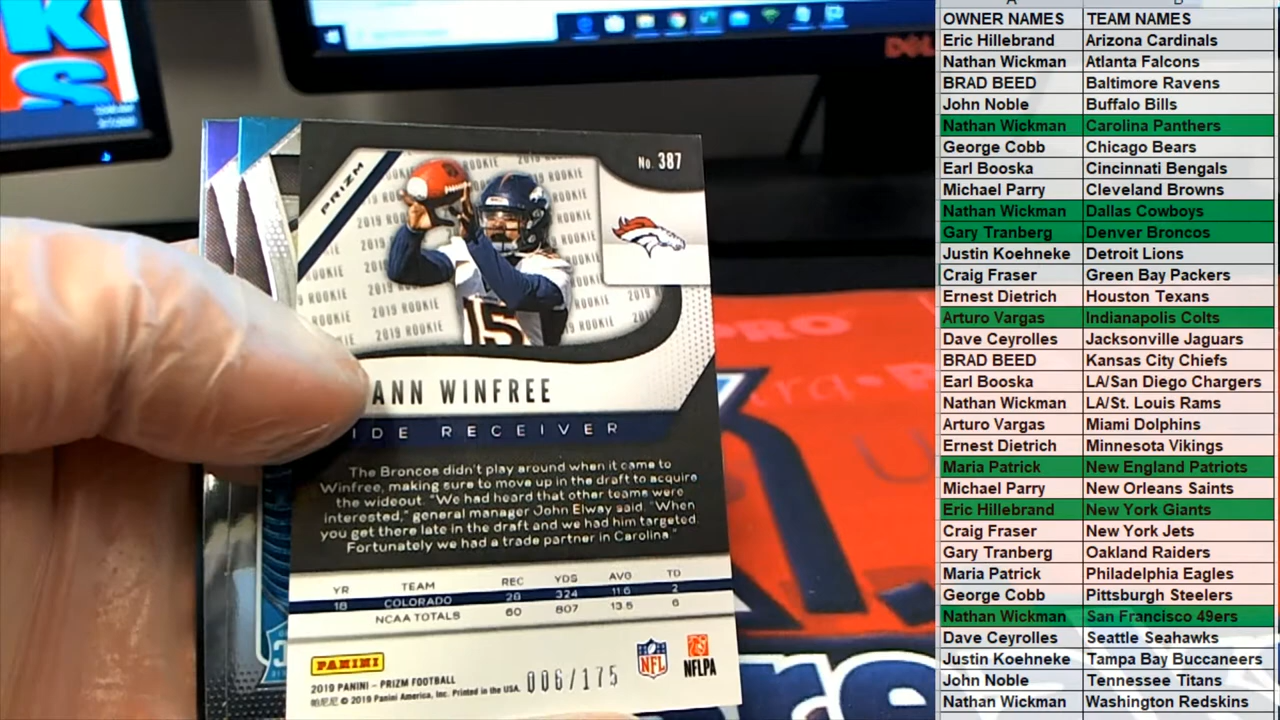 KS
DELL
PRIZM
No. 387
2019 ROOKIE
15
ANN WINFREE
IDE RECEIVER
The Broncos didn't play around when it came to
Winfree, making sure to move up in the draft to acquire
the wideout. "We had heard that other teams were
interested," general manager John Elway said. "When
you get there late in the draft and we had him targeted.
Fortunately we had a trade partner in Carolina."
YR TEAM REC YDS AVG TD
18 COLORADO 28 324 11.6 2
NCAA TOTALS 60 807 13.5 6
PANINI
NFL
NFLPA
2019 PANINI - PRIZM FOOTBALL
帕尼尼 © 2019 Panini America, Inc. Printed in the USA.
006/175
PRO
OWNER NAMES TEAM NAMES
Eric Hillebrand Arizona Cardinals
Nathan Wickman Atlanta Falcons
BRAD BEED Baltimore Ravens
John Noble Buffalo Bills
Nathan Wickman Carolina Panthers
George Cobb Chicago Bears
Earl Booska Cincinnati Bengals
Michael Parry Cleveland Browns
Nathan Wickman Dallas Cowboys
Gary Tranberg Denver Broncos
Justin Koehneke Detroit Lions
Craig Fraser Green Bay Packers
Ernest Dietrich Houston Texans
Arturo Vargas Indianapolis Colts
Dave Ceyrolles Jacksonville Jaguars
BRAD BEED Kansas City Chiefs
Earl Booska LA/San Diego Chargers
Nathan Wickman LA/St. Louis Rams
Arturo Vargas Miami Dolphins
Ernest Dietrich Minnesota Vikings
Maria Patrick New England Patriots
Michael Parry New Orleans Saints
Eric Hillebrand New York Giants
Craig Fraser New York Jets
Gary Tranberg Oakland Raiders
Maria Patrick Philadelphia Eagles
George Cobb Pittsburgh Steelers
Nathan Wickman San Francisco 49ers
Dave Ceyrolles Seattle Seahawks
Justin Koehneke Tampa Bay Buccaneers
John Noble Tennessee Titans
Nathan Wickman Washington Redskins